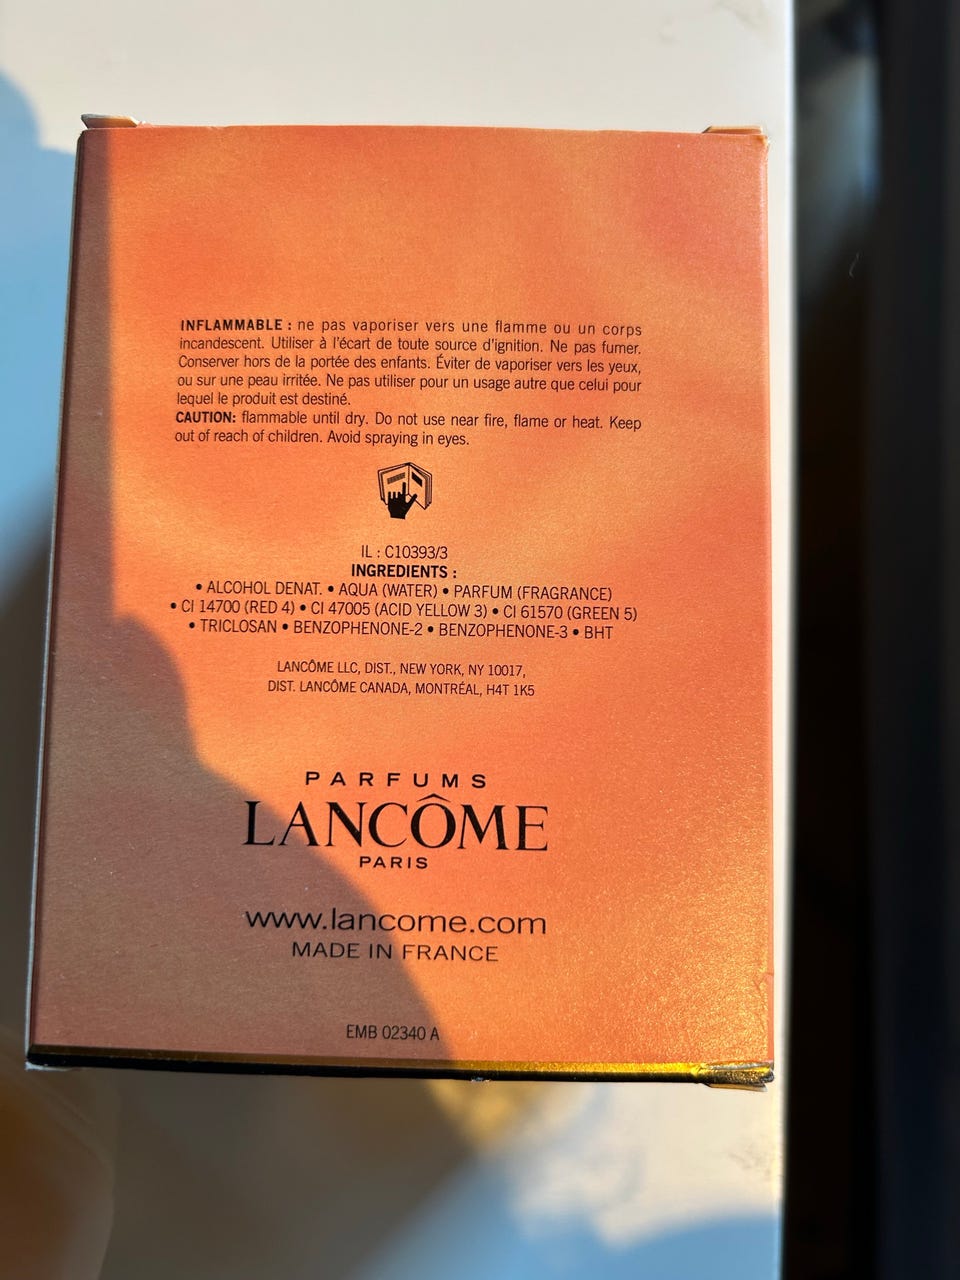 INFLAMMABLE : ne pas vaporiser vers une flamme ou un corps
incandescent. Utiliser à l'écart de toute source d'ignition. Ne pas fumer.
Conserver hors de la portée des enfants. Éviter de vaporiser vers les yeux,
ou sur une peau irritée. Ne pas utiliser pour un usage autre que celui pour
lequel le produit est destiné.
CAUTION: flammable until dry. Do not use near fire, flame or heat. Keep
out of reach of children. Avoid spraying in eyes.
IL : C10393/3
INGREDIENTS :
• ALCOHOL DENAT. • AQUA (WATER) • PARFUM (FRAGRANCE)
• CI 14700 (RED 4) • CI 47005 (ACID YELLOW 3) • CI 61570 (GREEN 5)
• TRICLOSAN • BENZOPHENONE-2 • BENZOPHENONE-3 • BHT
LANCÔME LLC, DIST., NEW YORK, NY 10017,
DIST. LANCÔME CANADA, MONTRÉAL, H4T 1K5
PARFUMS
LANCÔME
PARIS
www.lancome.com
MADE IN FRANCE
EMB 02340 A